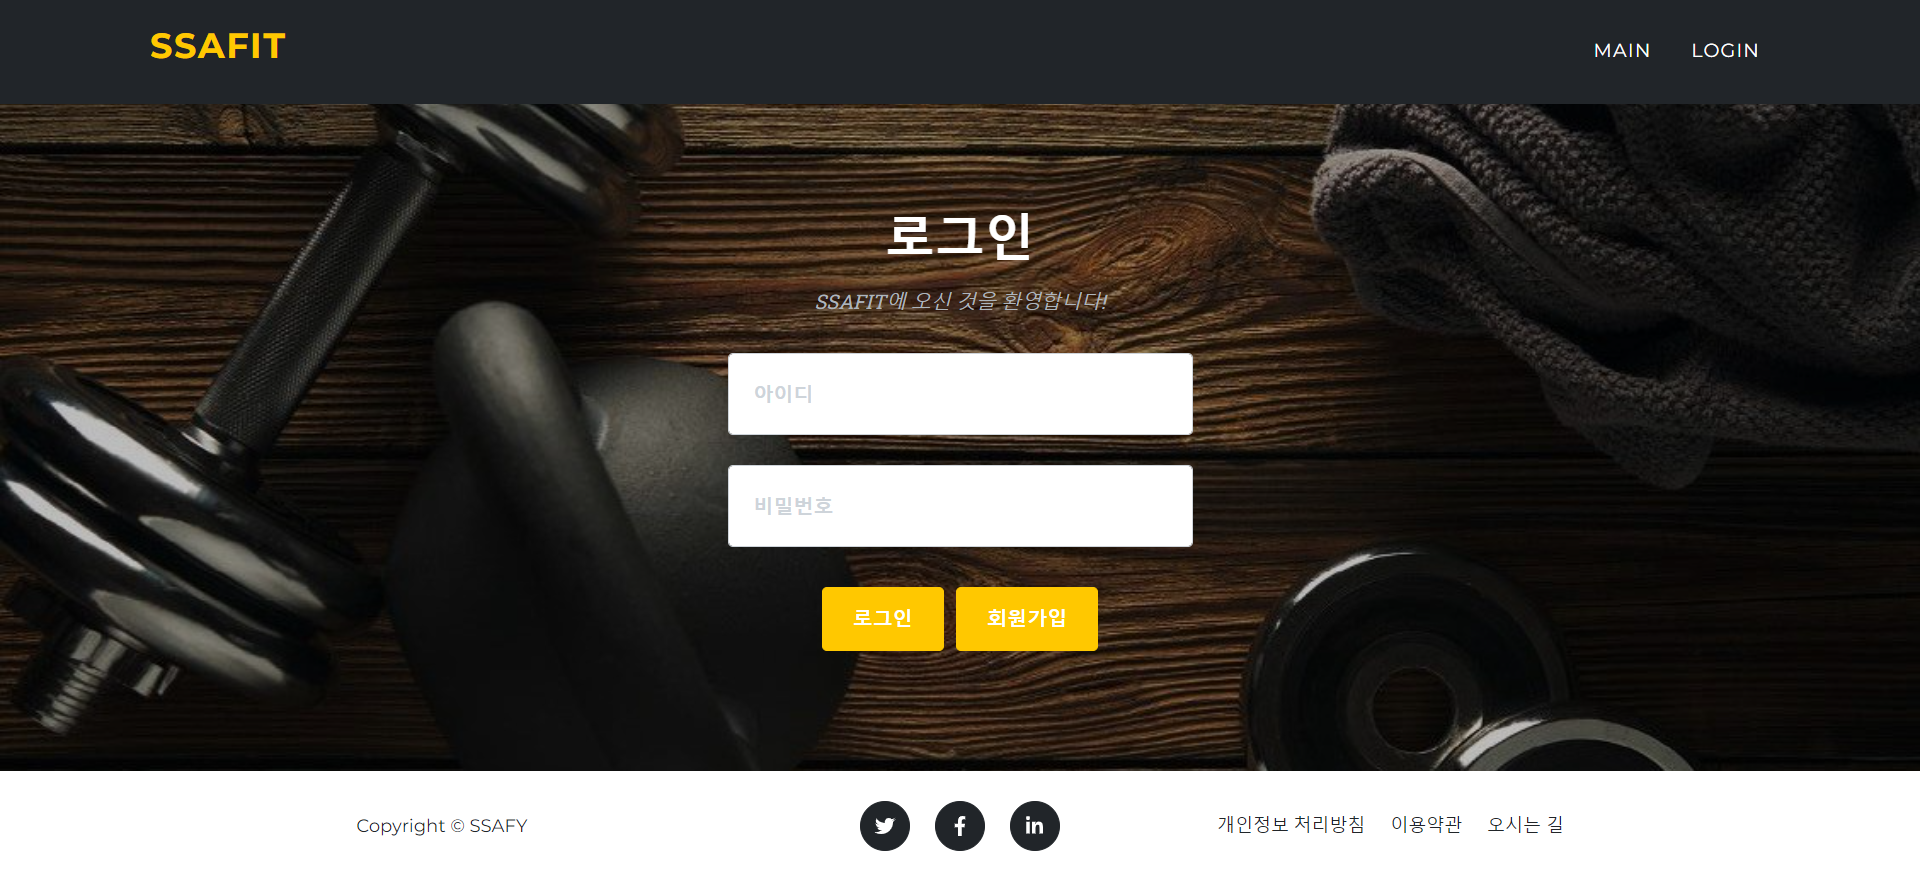 SSAFIT
MAIN LOGIN
로그인
SSAFIT에 오신 것을 환영합니다!
아이디
비밀번호
로그인 회원가입
Copyright © SSAFY
개인정보 처리방침 이용약관 오시는 길